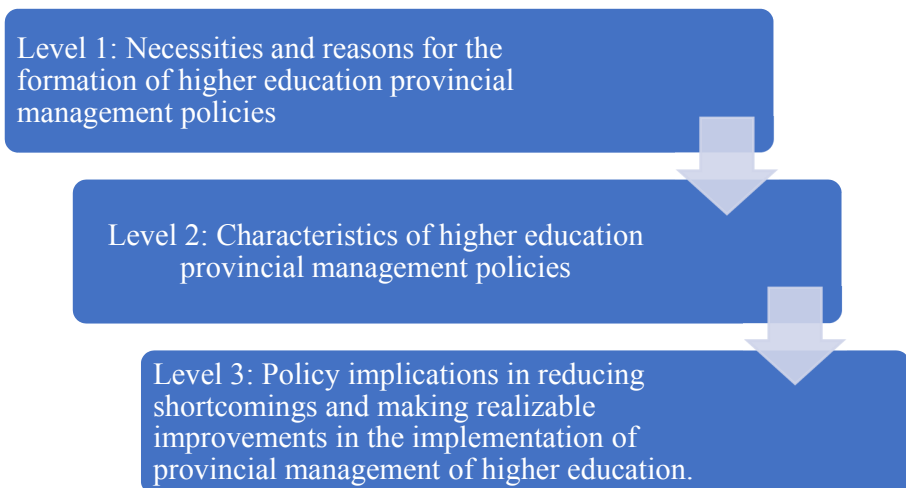 Level 1: Necessities and reasons for the
formation of higher education provincial
management policies
Level 2: Characteristics of higher education
provincial management policies
Level 3: Policy implications in reducing
shortcomings and making realizable
improvements in the implementation of
provincial management of higher education.